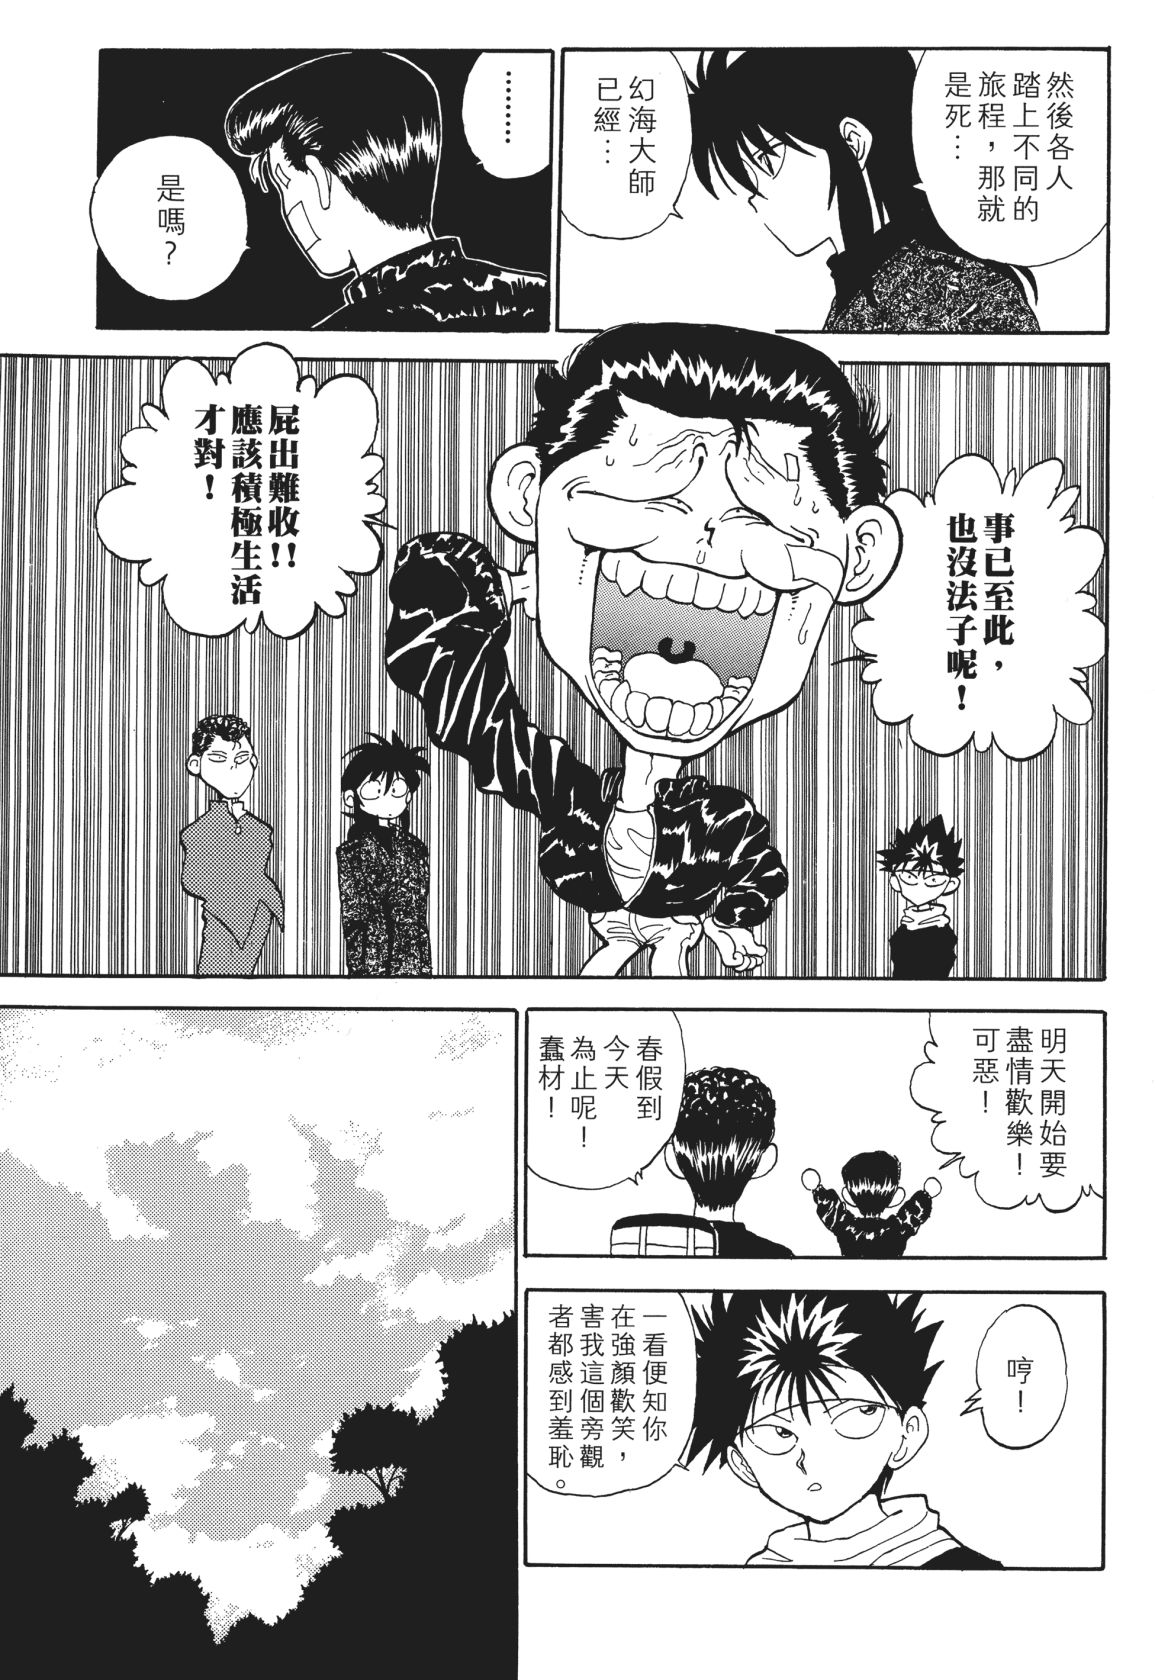 然後各人
踏上不同的
旅程，那就
是死…
幻海大師
已經…
………
是嗎？
事已至此，
也沒法子呢！
屁出難收!!
應該積極生活
才對！
明天開始要
盡情歡樂！
可惡！
春假到
今天
為止呢！
蠢材！
哼！
一看便知你
在強顏歡笑，
害我這個旁觀
者都感到羞恥。